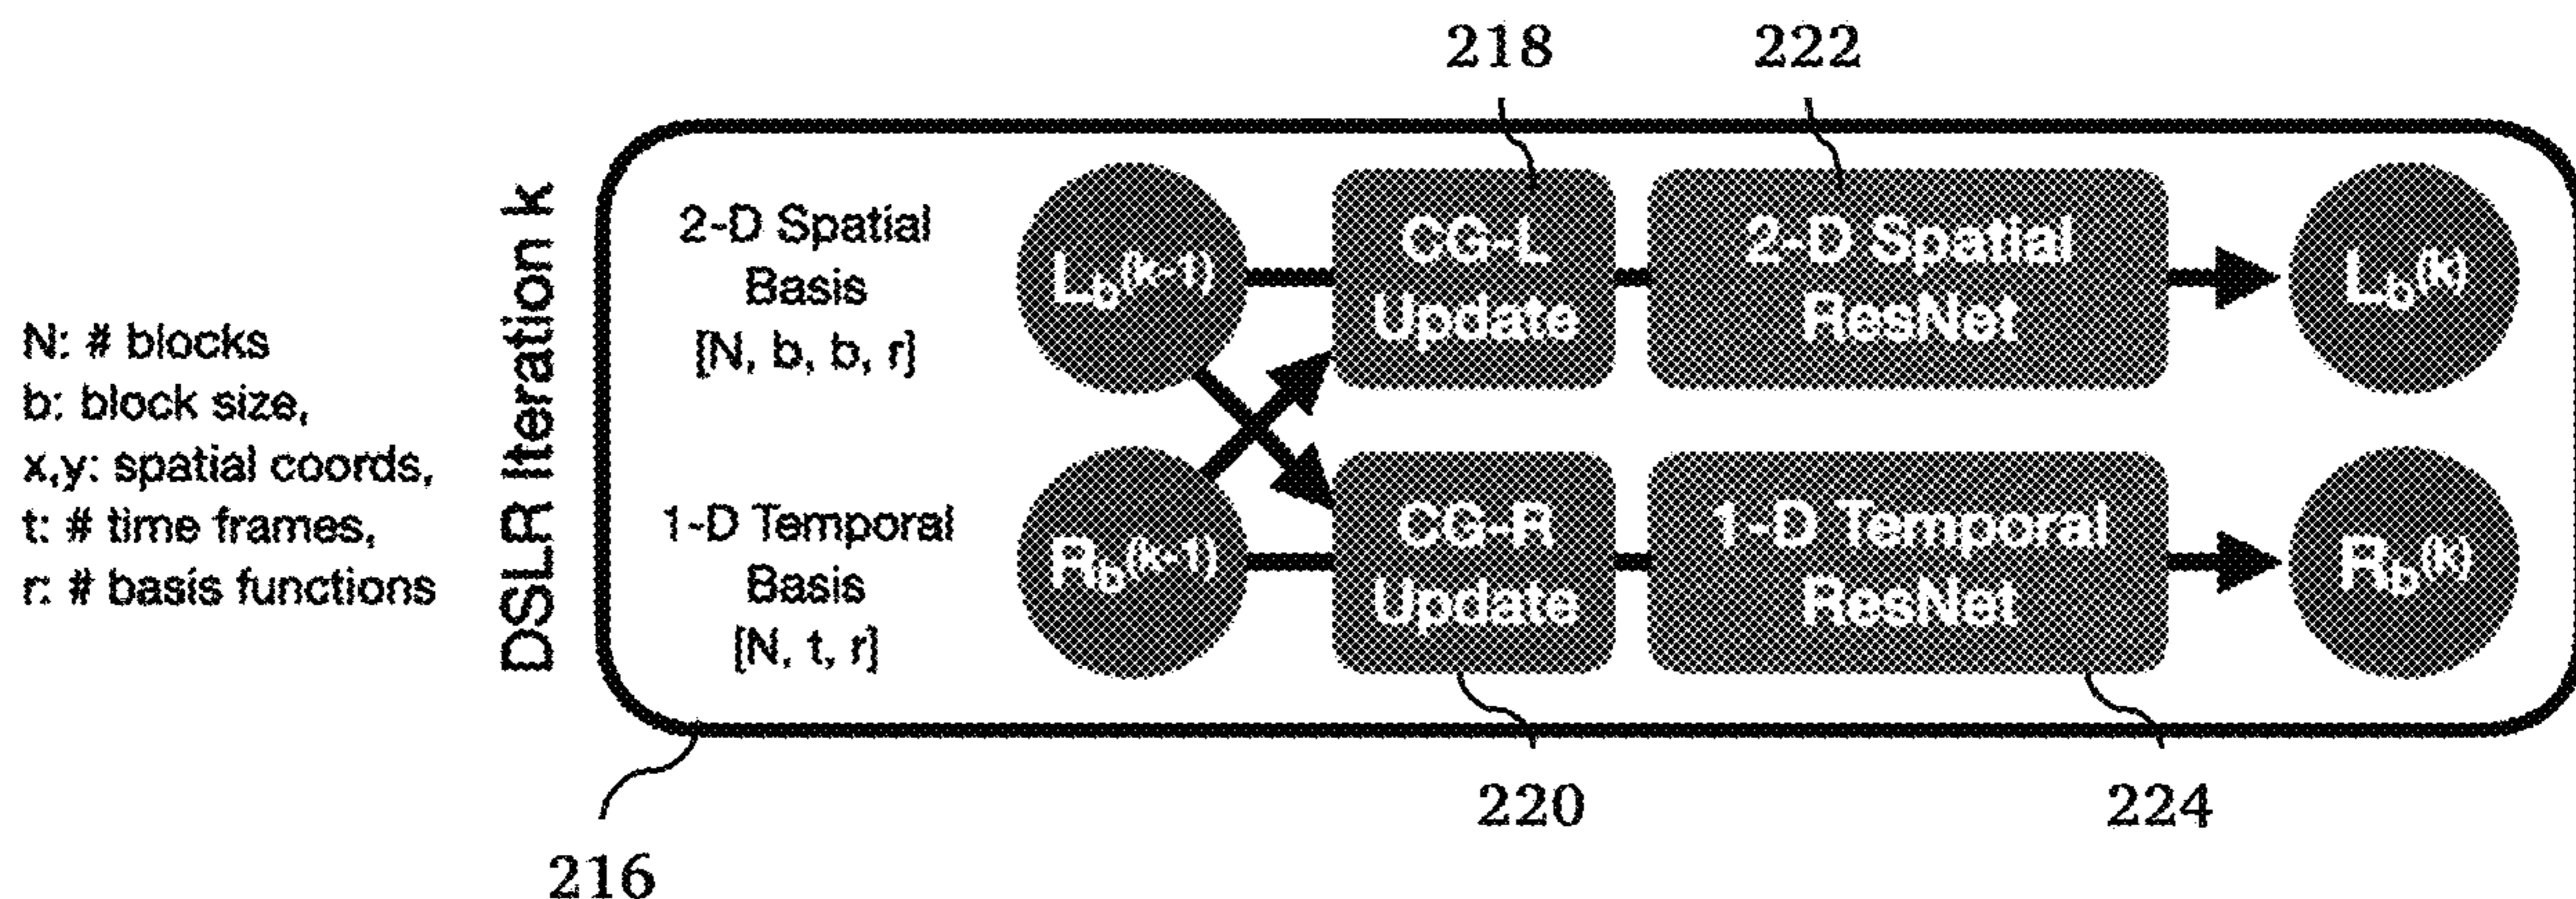 218 222
N: # blocks
b: block size,
x,y: spatial coords,
t: # time frames,
r: # basis functions
DSLR Iteration k
2-D Spatial
Basis
[N, b, b, r]
1-D Temporal
Basis
[N, t, r]
Lb(k-1)
Rb(k-1)
CG-L
Update
CG-R
Update
2-D Spatial
ResNet
1-D Temporal
ResNet
Lb(k)
Rb(k)
220 224
216